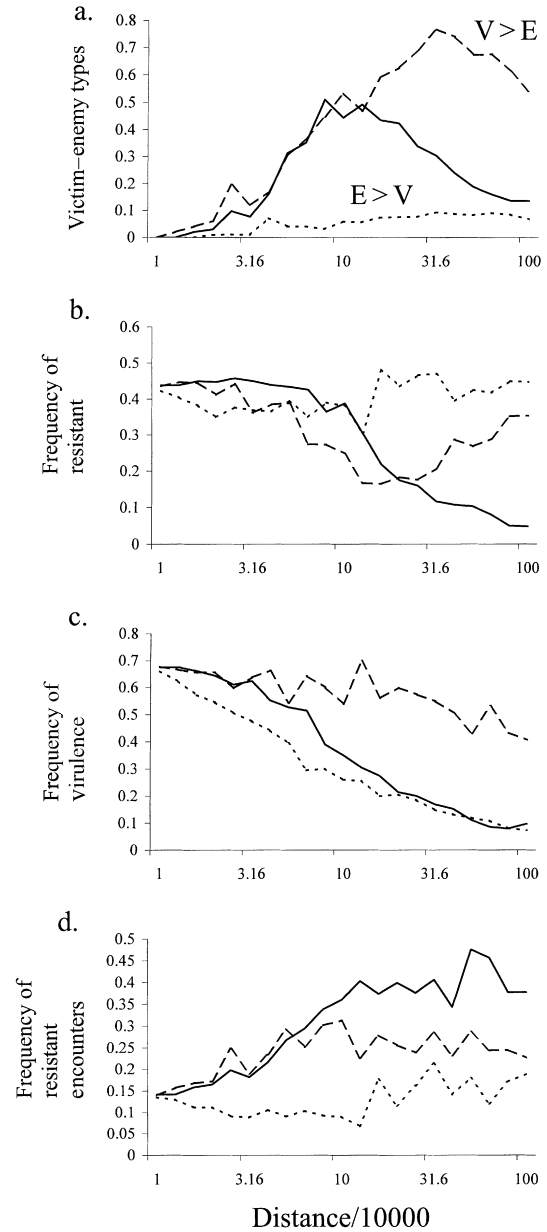 a.
Victim–enemy types
0.8
0.7
0.6
0.5
0.4
0.3
0.2
0.1
0
V > E
E > V
1 3.16 10 31.6 100
b.
Frequency of
resistant
0.6
0.5
0.4
0.3
0.2
0.1
0
1 3.16 10 31.6 100
c.
Frequency of
virulence
0.8
0.7
0.6
0.5
0.4
0.3
0.2
0.1
0
1 3.16 10 31.6 100
d.
Frequency of
resistant
encounters
0.5
0.45
0.4
0.35
0.3
0.25
0.2
0.15
0.1
0.05
0
1 3.16 10 31.6 100
Distance/10000